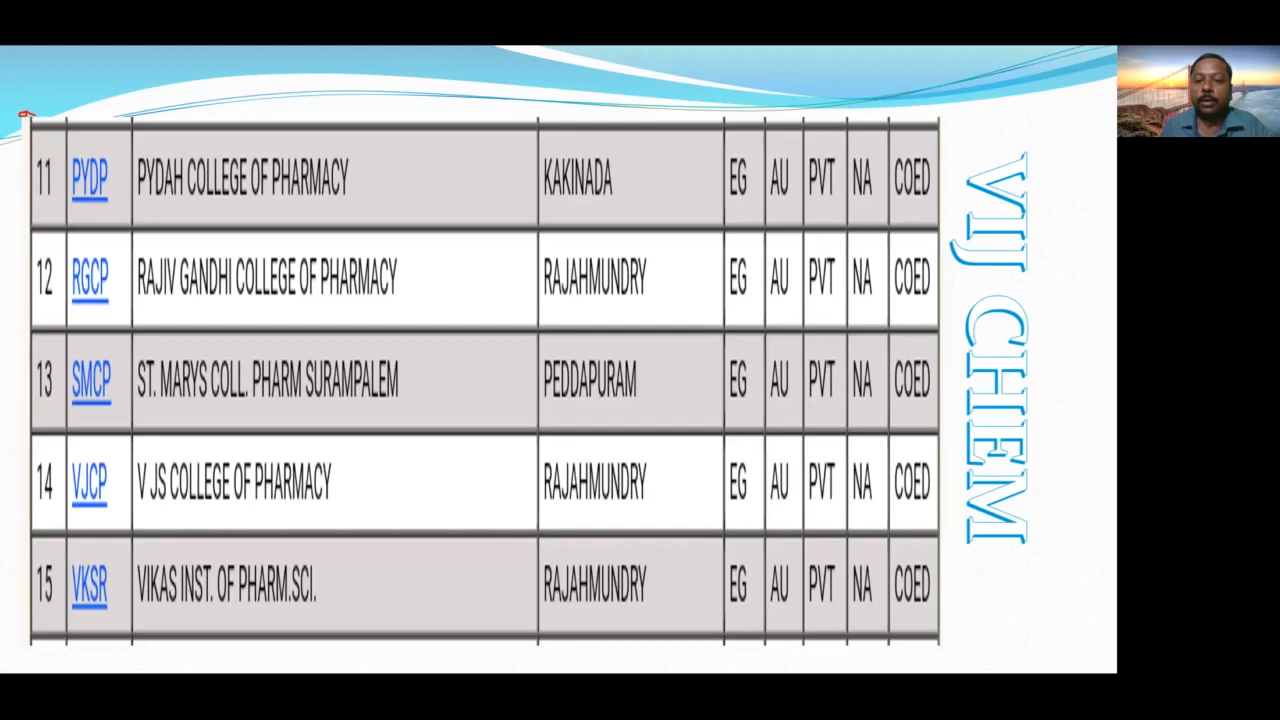 11 PYDP PYDAH COLLEGE OF PHARMACY KAKINADA EG AU PVT NA COED
12 RGCP RAJIV GANDHI COLLEGE OF PHARMACY RAJAHMUNDRY EG AU PVT NA COED
13 SMCP ST. MARYS COLL. PHARM SURAMPALEM PEDDAPURAM EG AU PVT NA COED
14 VJCP V JS COLLEGE OF PHARMACY RAJAHMUNDRY EG AU PVT NA COED
15 VKSR VIKAS INST. OF PHARM.SCI. RAJAHMUNDRY EG AU PVT NA COED
VIJ CHEM